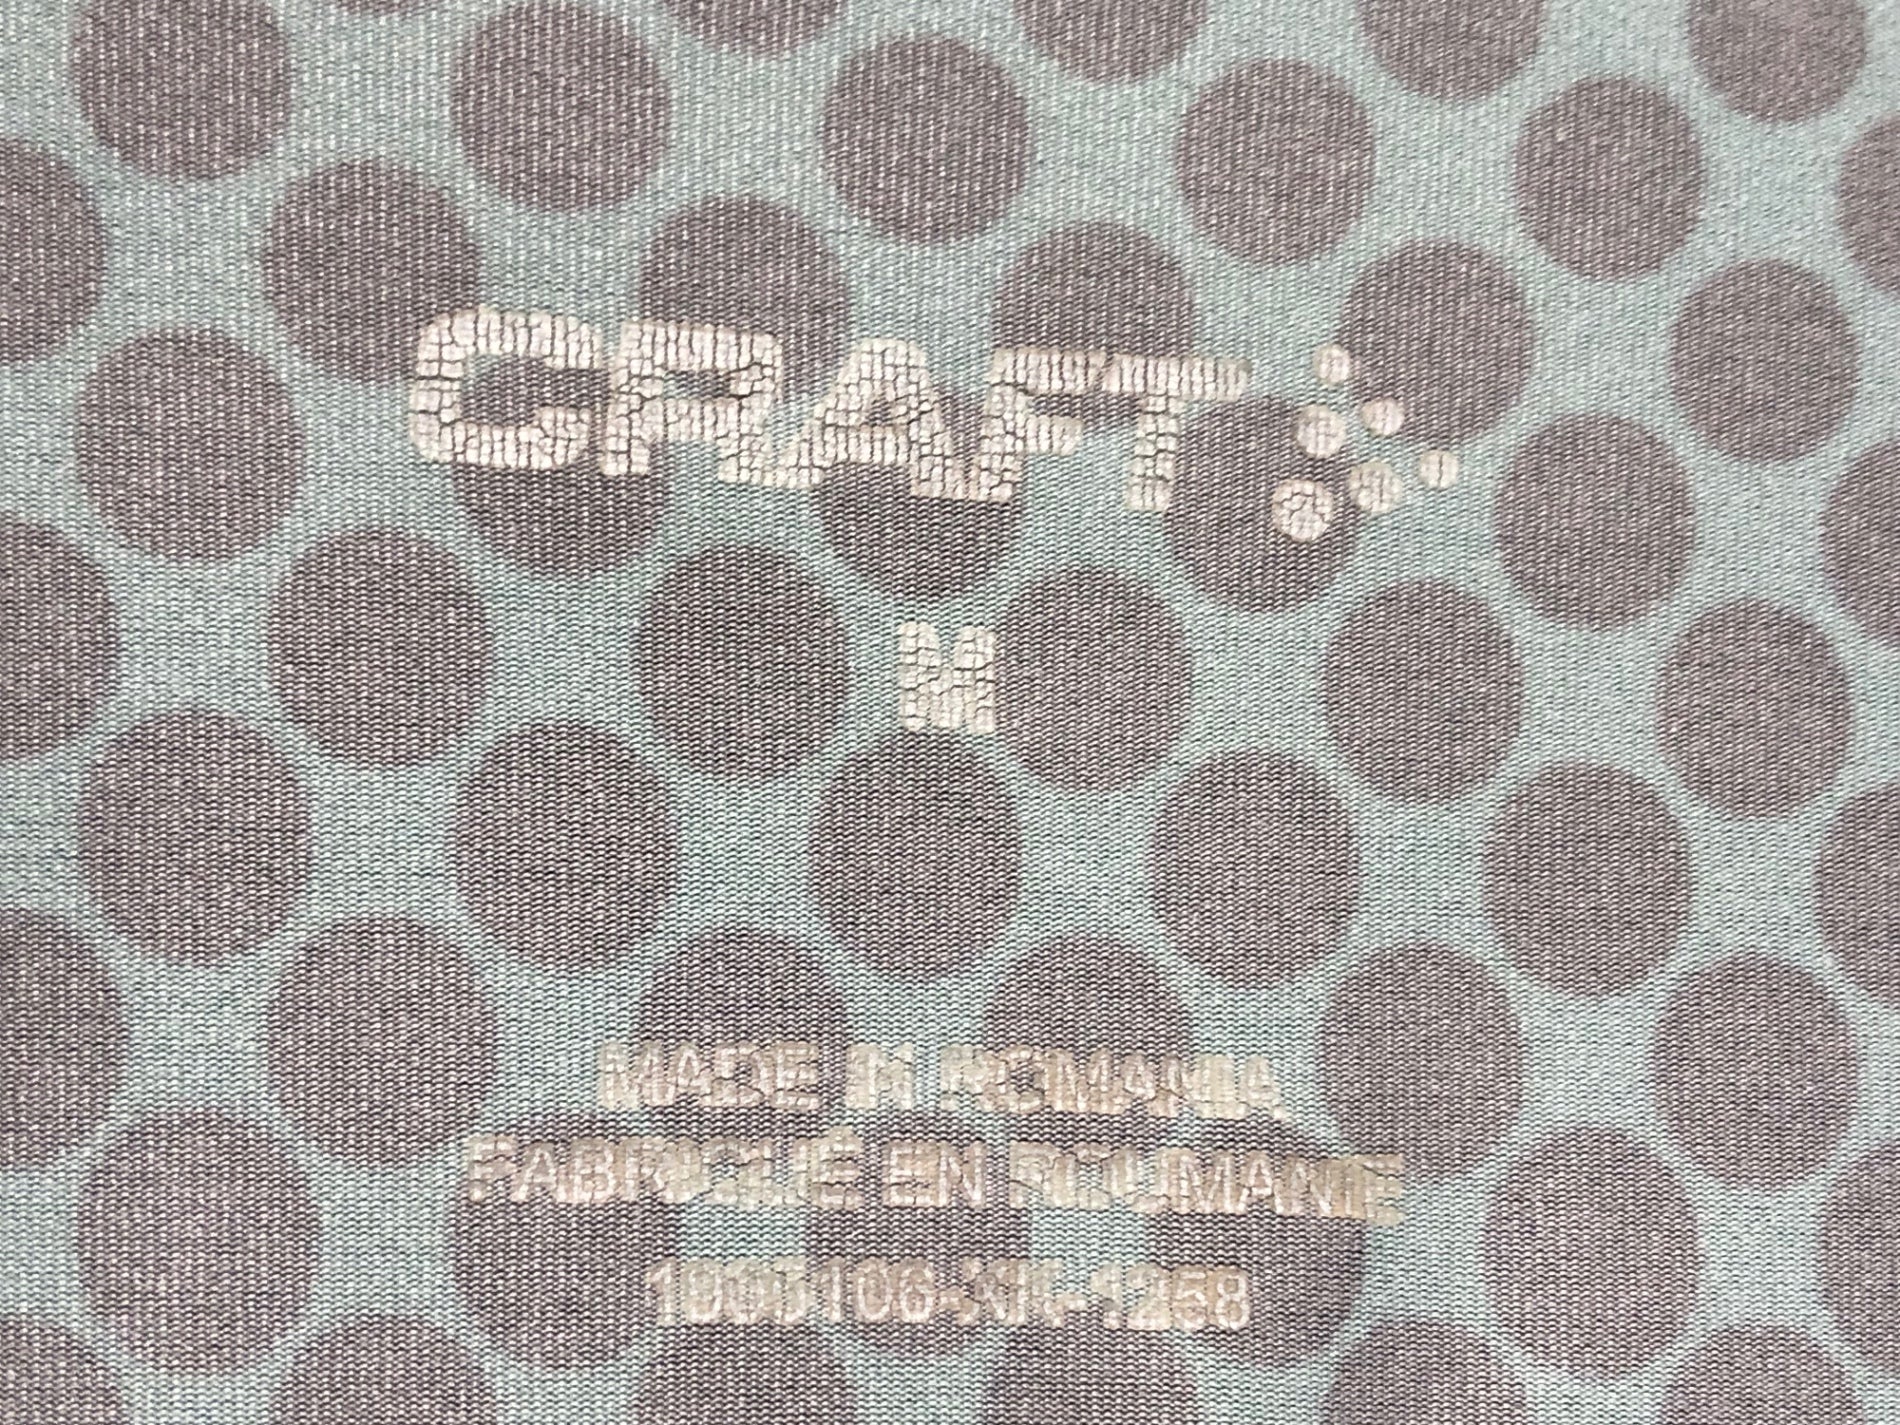 CRAFT
M
MADE IN ROMANIA
FABRIQUÉ EN ROUMANIE